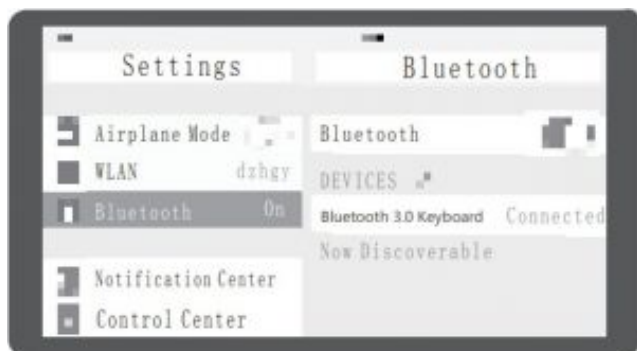 Settings
Bluetooth
Airplane Mode
WLAN dzhgy
Bluetooth On
Notification Center
Control Center
Bluetooth
DEVICES
Bluetooth 3.0 Keyboard Connected
Now Discoverable